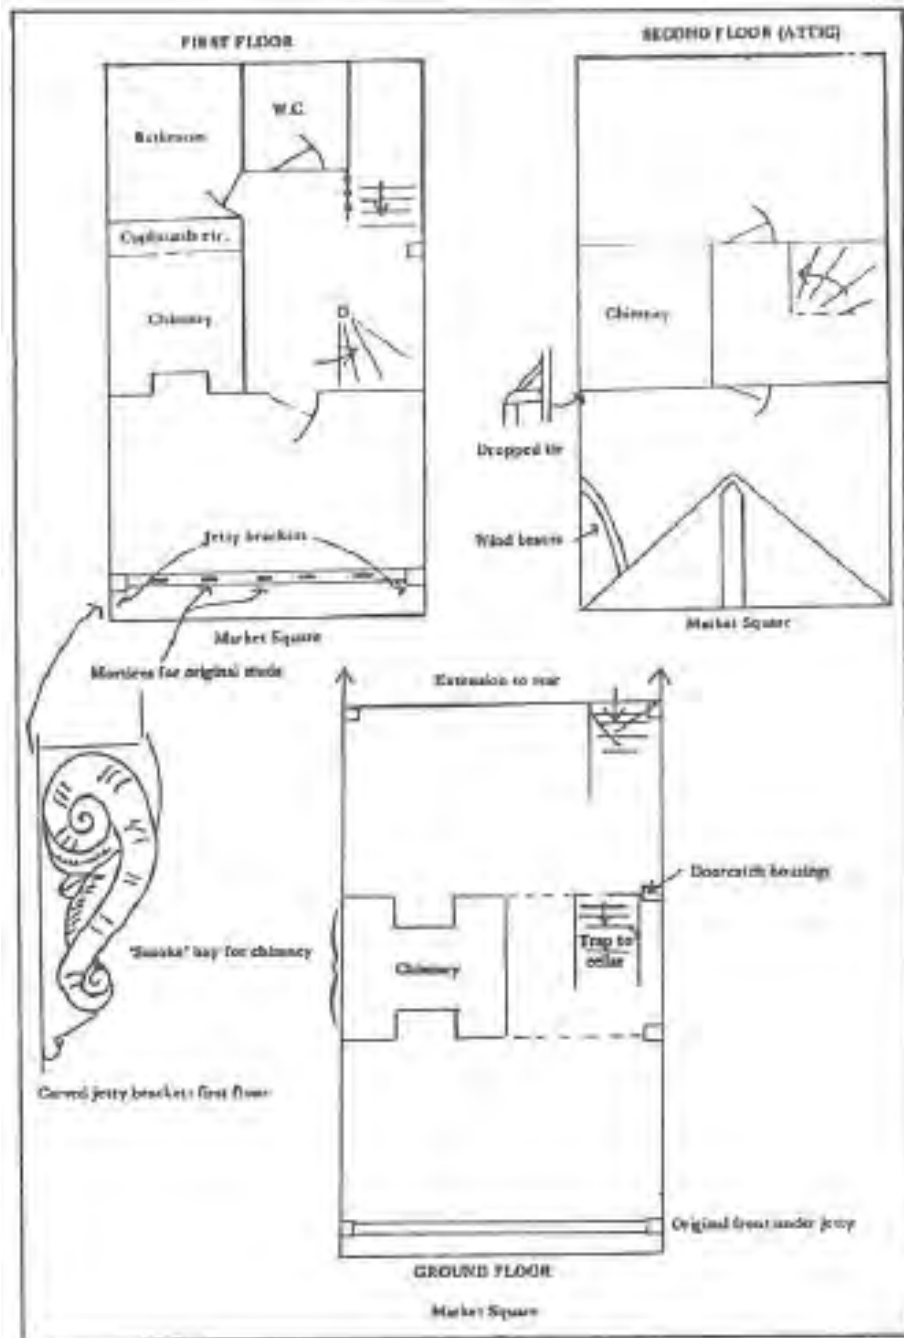 FIRST FLOOR
SECOND FLOOR (ATTIC)
W.C.
Bathroom
Cupboards etc.
Chimney
D
Chimney
Dropped tie
Jetty brackets
Wind braces
Market Square
Market Square
Mortices for original studs
Extension to rear
Doorcatch housings
'Smoke' bay for chimney
Trap to
cellar
Chimney
Carved jetty brackets first floor
Original front under jetty
GROUND FLOOR
Market Square